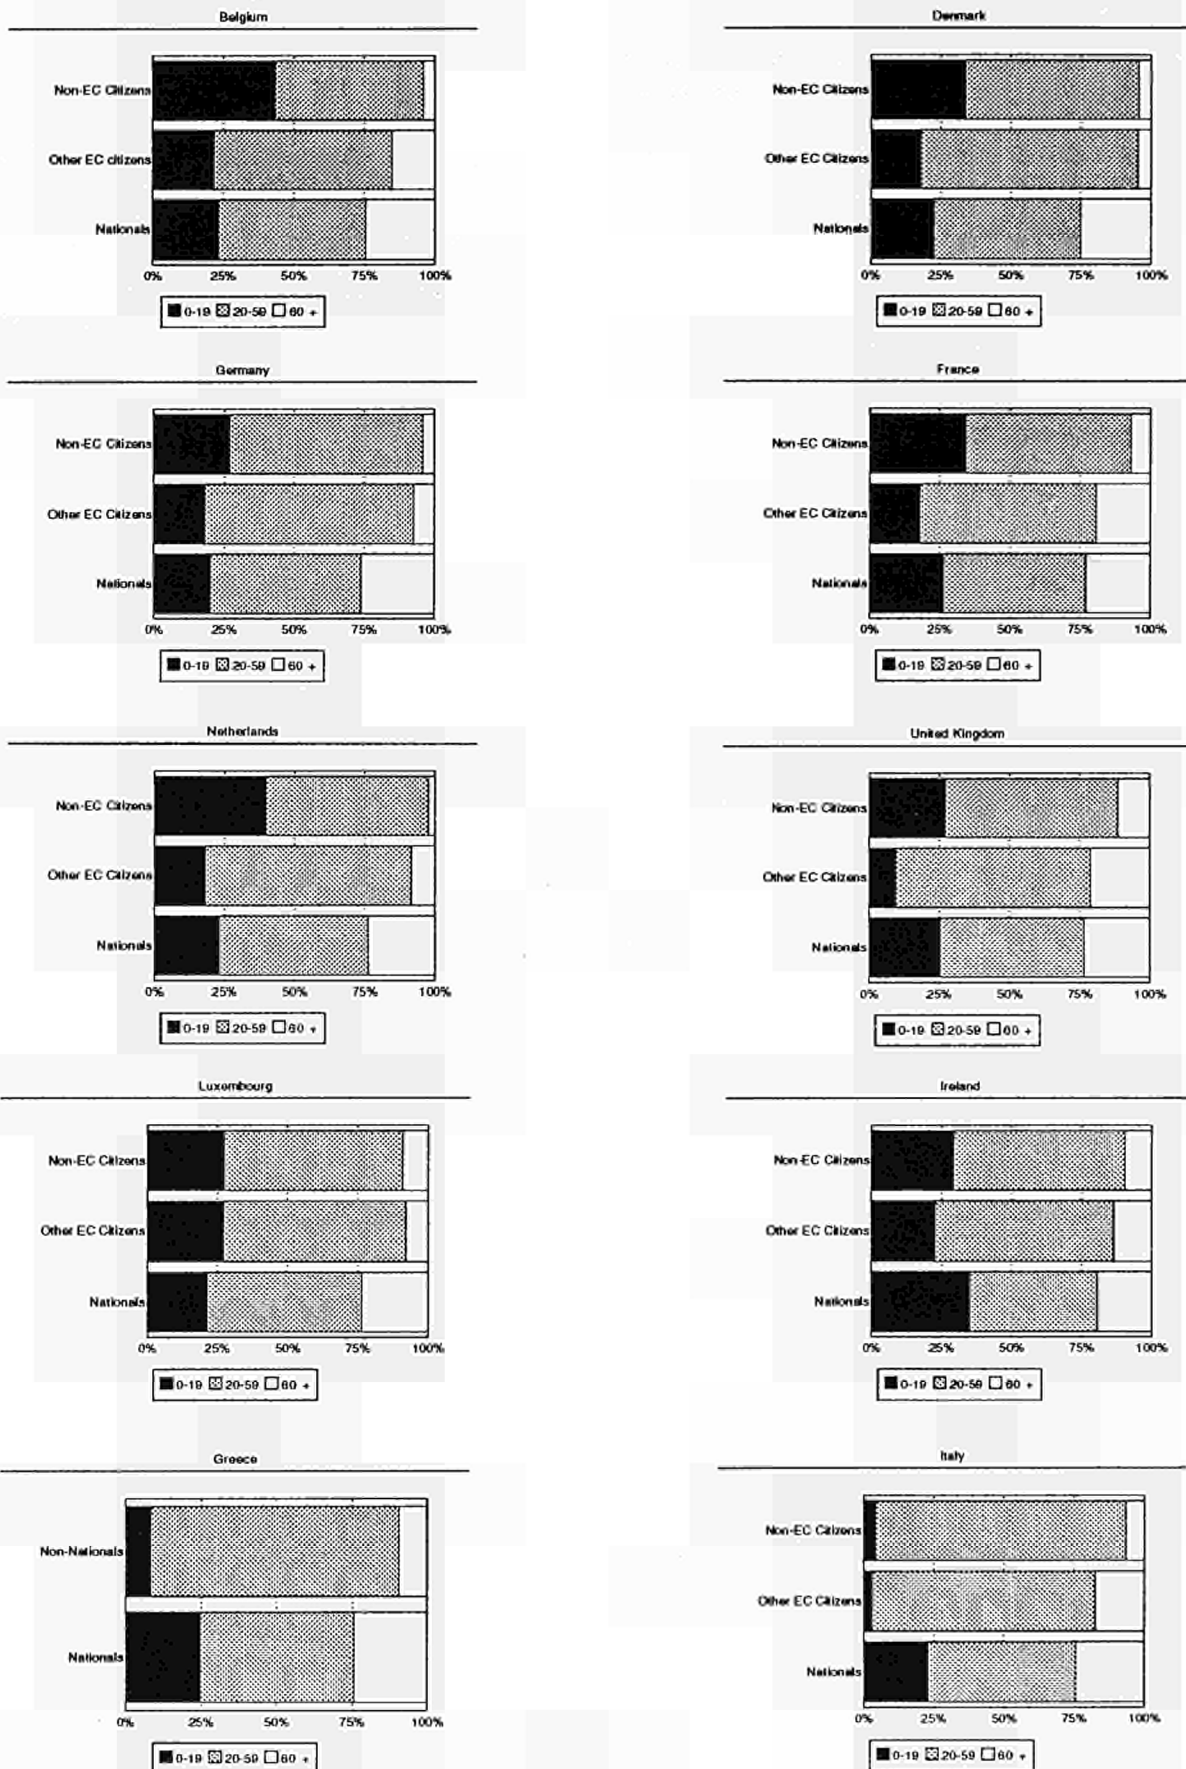 Belgium
Non-EC Citizens
Other EC citizens
Nationals
0% 25% 50% 75% 100%
0-19 20-59 60 +
Denmark
Non-EC Citizens
Other EC Citizens
Nationals
0% 25% 50% 75% 100%
0-19 20-59 60 +
Germany
Non-EC Citizens
Other EC Citizens
Nationals
0% 25% 50% 75% 100%
0-19 20-59 60 +
France
Non-EC Citizens
Other EC Citizens
Nationals
0% 25% 50% 75% 100%
0-19 20-59 60 +
Netherlands
Non-EC Citizens
Other EC Citizens
Nationals
0% 25% 50% 75% 100%
0-19 20-59 60 +
United Kingdom
Non-EC Citizens
Other EC Citizens
Nationals
0% 25% 50% 75% 100%
0-19 20-59 60 +
Luxembourg
Non-EC Citizens
Other EC Citizens
Nationals
0% 25% 50% 75% 100%
0-19 20-59 60 +
Ireland
Non-EC Citizens
Other EC Citizens
Nationals
0% 25% 50% 75% 100%
0-19 20-59 60 +
Greece
Non-Nationals
Nationals
0% 25% 50% 75% 100%
0-19 20-59 60 +
Italy
Non-EC Citizens
Other EC Citizens
Nationals
0% 25% 50% 75% 100%
0-19 20-59 60 +